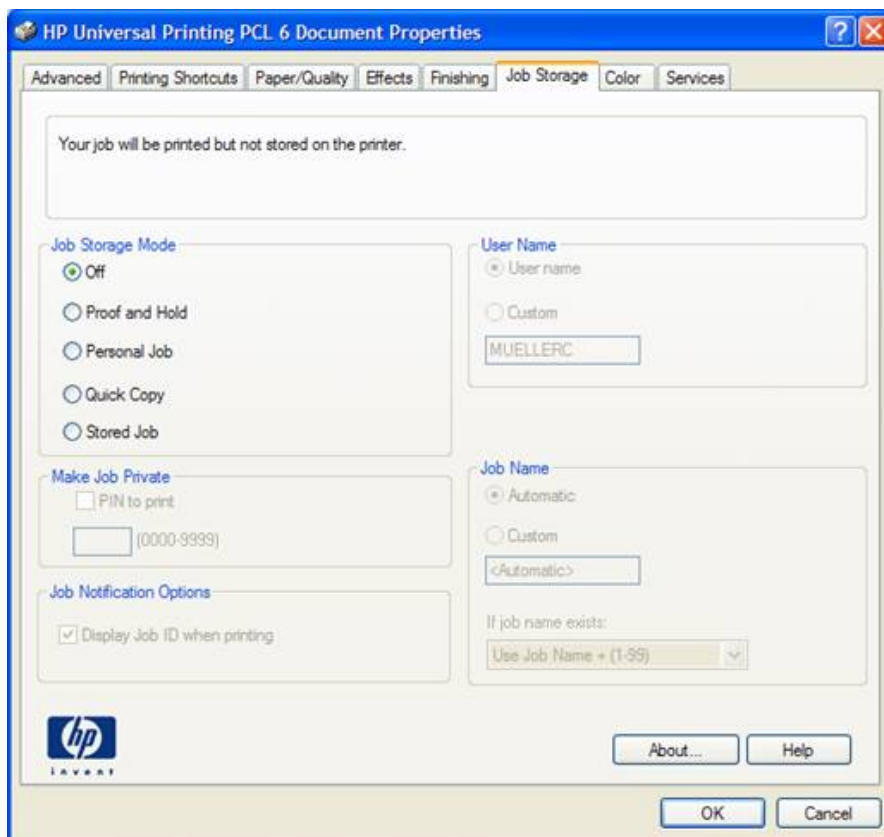 HP Universal Printing PCL 6 Document Properties
Advanced Printing Shortcuts Paper/Quality Effects Finishing Job Storage Color Services
Your job will be printed but not stored on the printer.
Job Storage Mode
Off
Proof and Hold
Personal Job
Quick Copy
Stored Job
User Name
User name
Custom
MUELLERC
Make Job Private
PIN to print
(0000-9999)
Job Notification Options
Display Job ID when printing
Job Name
Automatic
Custom
<Automatic>
If job name exists:
Use Job Name + (1-99)
hp
invent
About... Help
OK Cancel